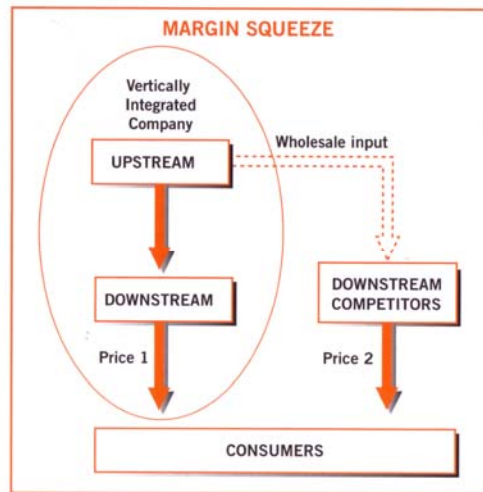 MARGIN SQUEEZE
Vertically
Integrated
Company
UPSTREAM
Wholesale input
DOWNSTREAM
DOWNSTREAM
COMPETITORS
Price 1
Price 2
CONSUMERS